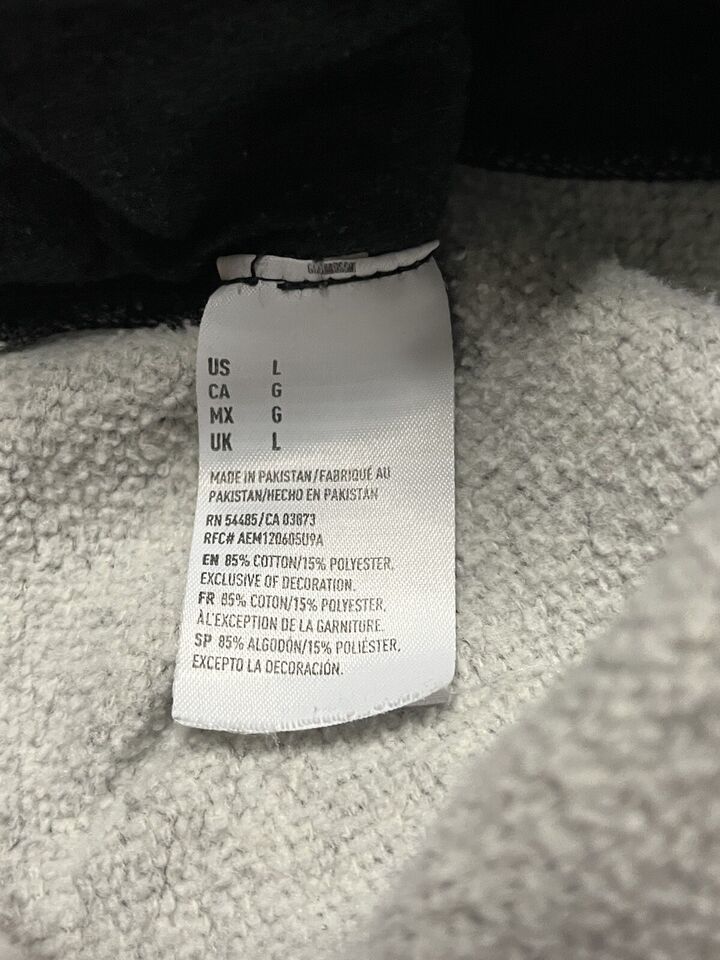 US L
CA G
MX G
UK L
MADE IN PAKISTAN/FABRIQUÉ AU
PAKISTAN/HECHO EN PAKISTÁN
RN 54485/CA 03873
RFC# AEM120605U9A
EN 85% COTTON/15% POLYESTER,
EXCLUSIVE OF DECORATION.
FR 85% COTON/15% POLYESTER,
À L'EXCEPTION DE LA GARNITURE.
SP 85% ALGODÓN/15% POLIÉSTER,
EXCEPTO LA DECORACIÓN.